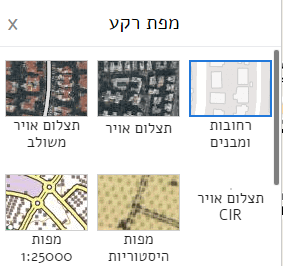 מפת רקע
x
רחובות
ומבנים
תצלום אויר
תצלום אויר
משולב
תצלום אויר
CIR
מפות
היסטוריות
מפות
1:25000